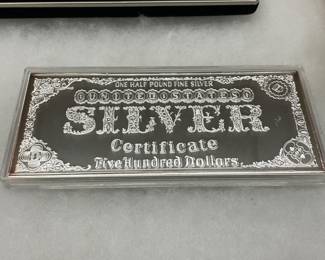 ONE HALF POUND FINE SILVER
UNITED STATES
SILVER
Certificate
Five Hundred Dollars